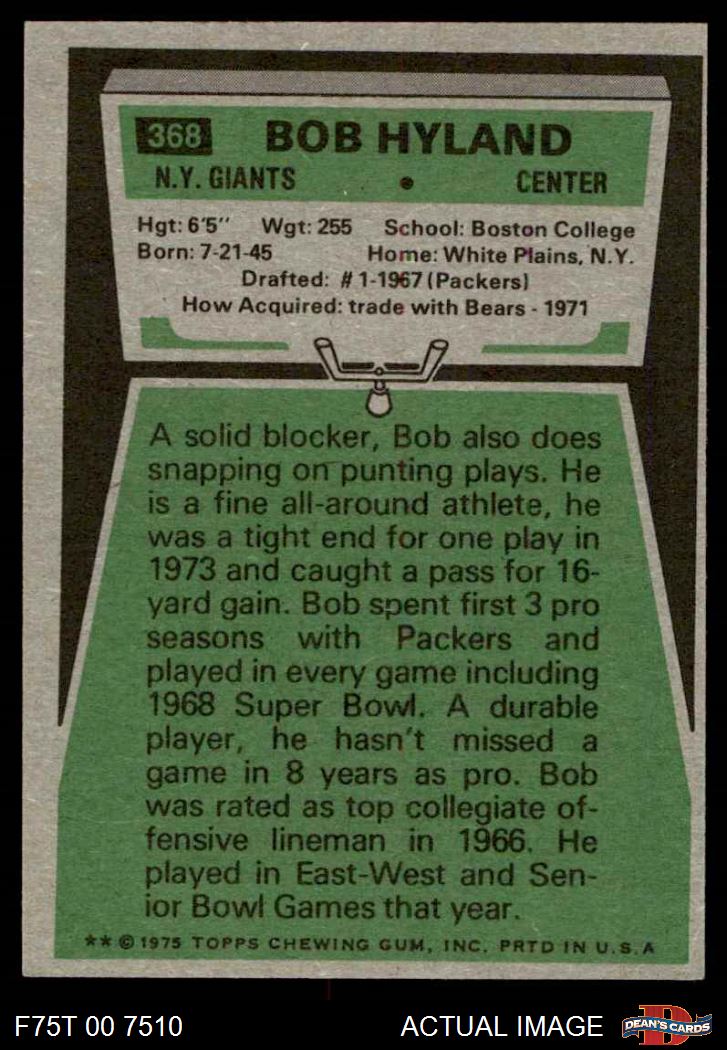 368 BOB HYLAND
N.Y. GIANTS • CENTER
Hgt: 6'5" Wgt: 255 School: Boston College
Born: 7-21-45 Home: White Plains, N.Y.
Drafted: #1-1967 (Packers)
How Acquired: trade with Bears - 1971
A solid blocker, Bob also does
snapping on punting plays. He
is a fine all-around athlete, he
was a tight end for one play in
1973 and caught a pass for 16-
yard gain. Bob spent first 3 pro
seasons with Packers and
played in every game including
1968 Super Bowl. A durable
player, he hasn't missed a
game in 8 years as pro. Bob
was rated as top collegiate of-
fensive lineman in 1966. He
played in East-West and Sen-
ior Bowl Games that year.
** © 1975 TOPPS CHEWING GUM, INC. PRTD IN U.S.A
F75T 00 7510 ACTUAL IMAGE D DEAN'S CARDS